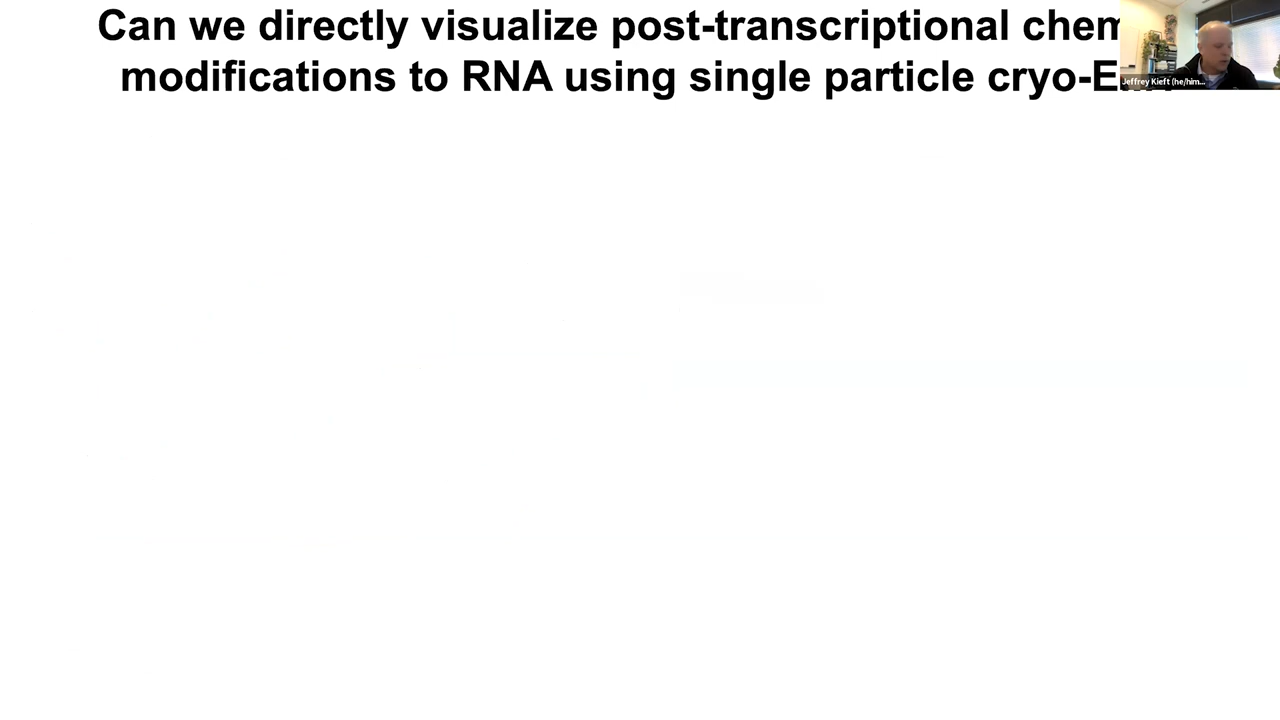 Can we directly visualize post-transcriptional chem
modifications to RNA using single particle cryo-E
Jeffrey Kieft (he/him...